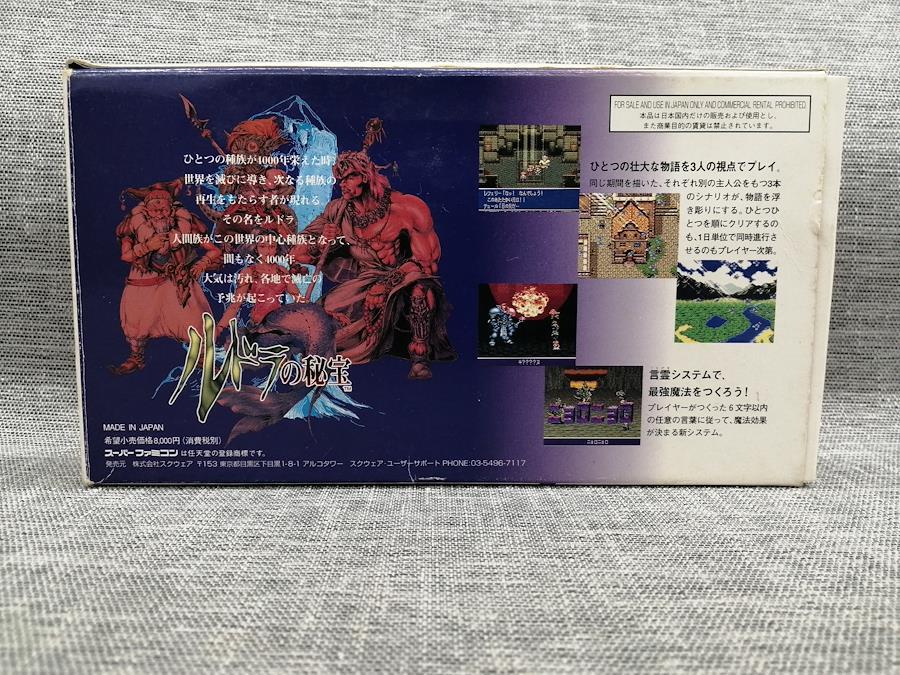 ひとつの種族が4000年栄えた時、
世界を滅びに導き、次なる種族の
再生をもたらす者が現れる。
その名をルドラ。
人間族がこの世界の中心種族となって、
間もなく4000年。
大気は汚れ、各地で滅亡の
予兆が起こっていた。
ルドラの秘宝
TM
MADE IN JAPAN
希望小売価格8,000円(消費税別)
スーパーファミコンは任天堂の登録商標です。
発売元 株式会社スクウェア 〒153 東京都目黒区下目黒1-8-1 アルコタワー スクウェア・ユーザーサポート PHONE:03-5496-7117
FOR SALE AND USE IN JAPAN ONLY AND COMMERCIAL RENTAL PROHIBITED.
本品は日本国内だけの販売および使用とし、
また商業目的の賃貸は禁止されています。
ひとつの壮大な物語を3人の視点でプレイ。
同じ期間を描いた、それぞれ別の主人公をもつ3本
のシナリオが、物語を浮
き彫りにする。ひとつひ
とつを順にクリアするの
も、1日単位で同時進行さ
せるのもプレイヤー次第。
言霊システムで、
最強魔法をつくろう!
プレイヤーがつくった6文字以内
の任意の言葉に従って、魔法効果
が決まる新システム。